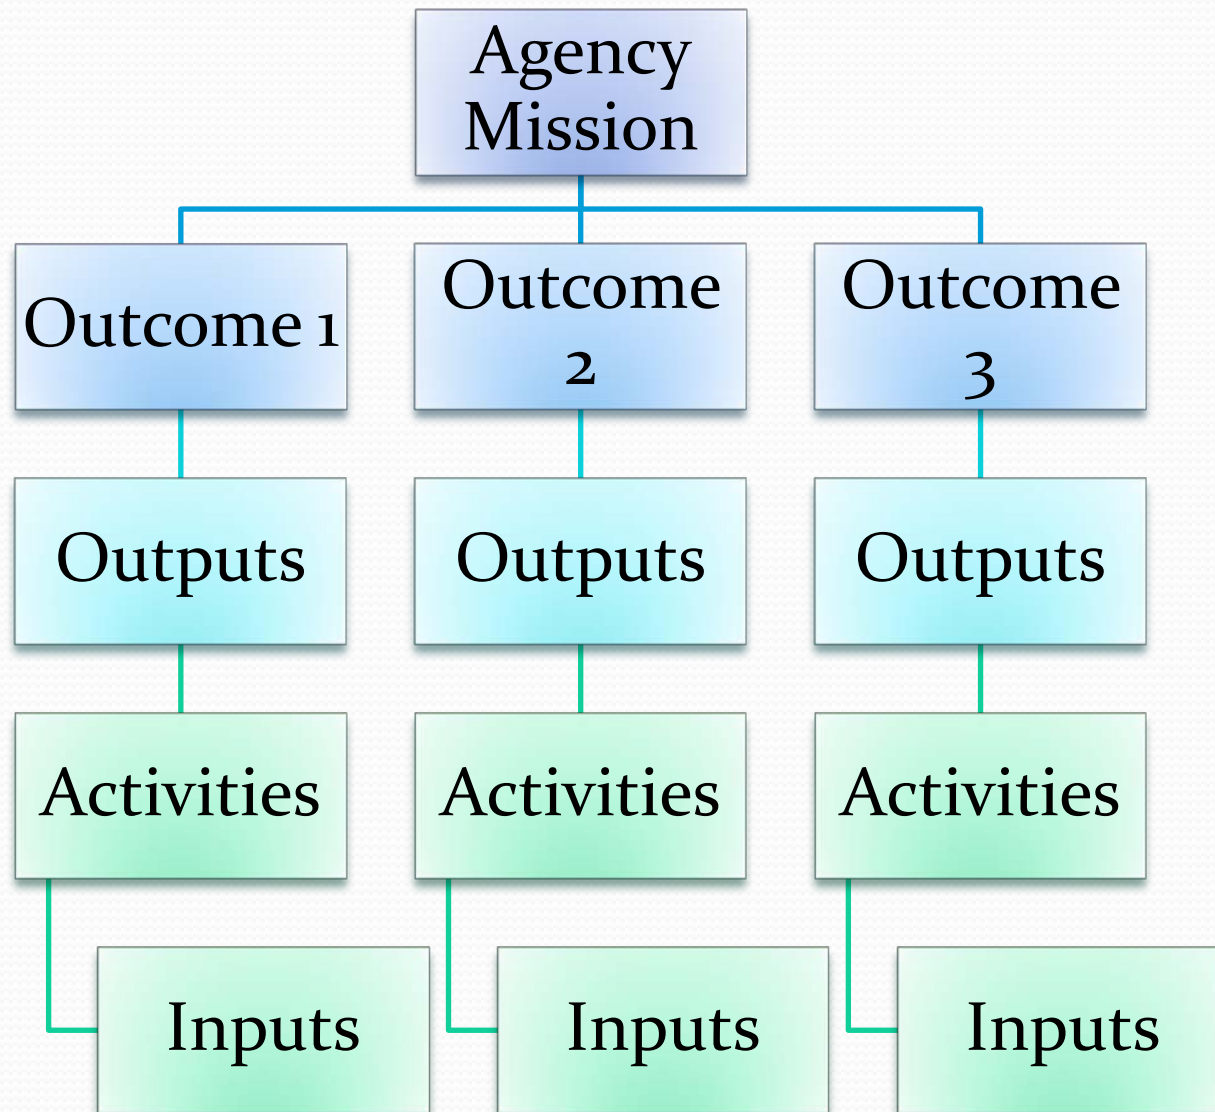 Agency
Mission
Outcome 1
Outcome
2
Outcome
3
Outputs
Outputs
Outputs
Activities
Activities
Activities
Inputs
Inputs
Inputs